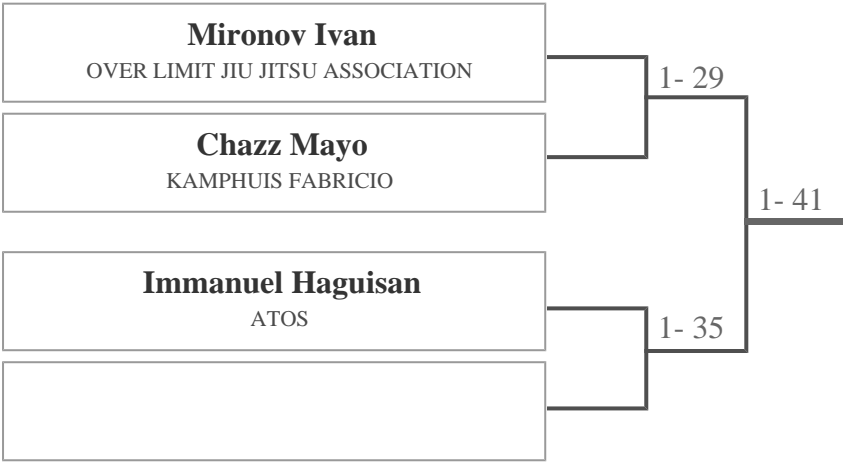 Mironov Ivan
OVER LIMIT JIU JITSU ASSOCIATION
1- 29
Chazz Mayo
KAMPHUIS FABRICIO
1- 41
Immanuel Haguisan
ATOS
1- 35